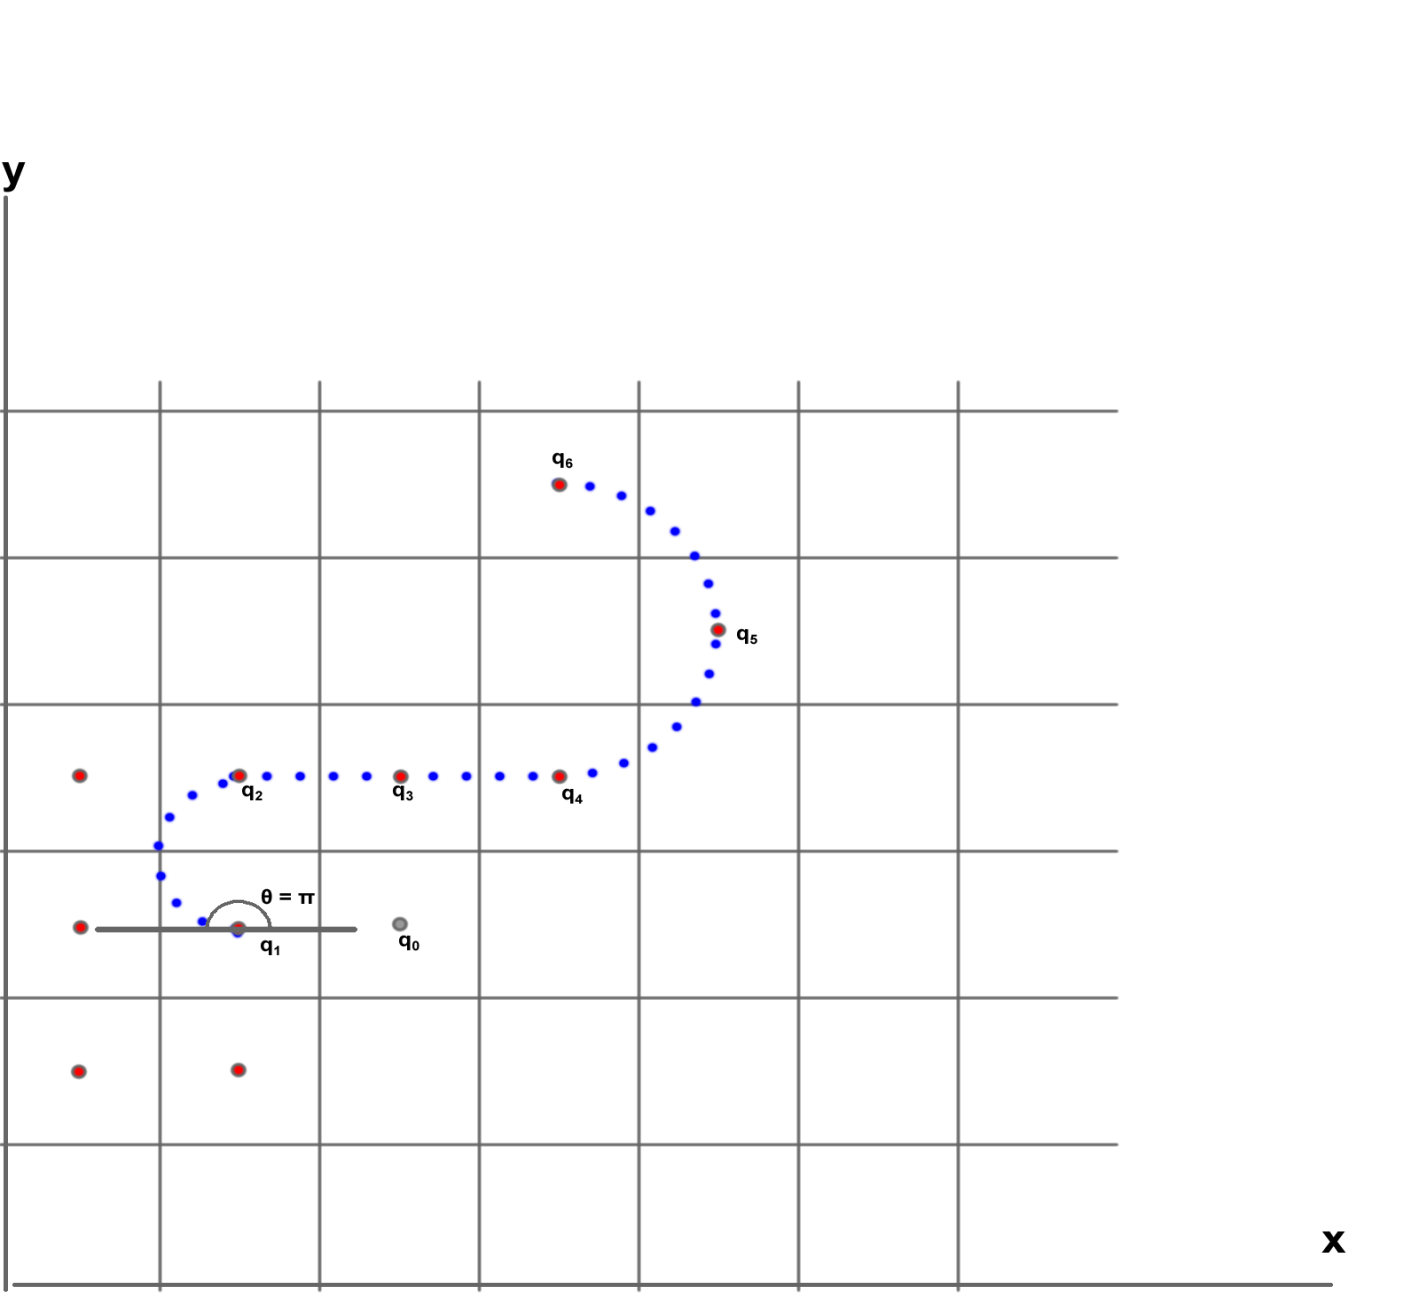 y
q₆
q₅
q₂
q₃
q₄
θ = π
q₁
q₀
x